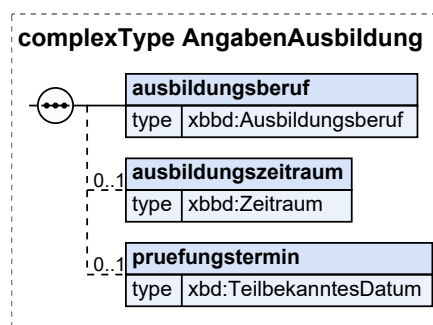 complexType AngabenAusbildung
ausbildungsberuf
type xbbd:Ausbildungsberuf
0..1 ausbildungszeitraum
type xbbd:Zeitraum
0..1 pruefungstermin
type xbd:TeilbekanntesDatum